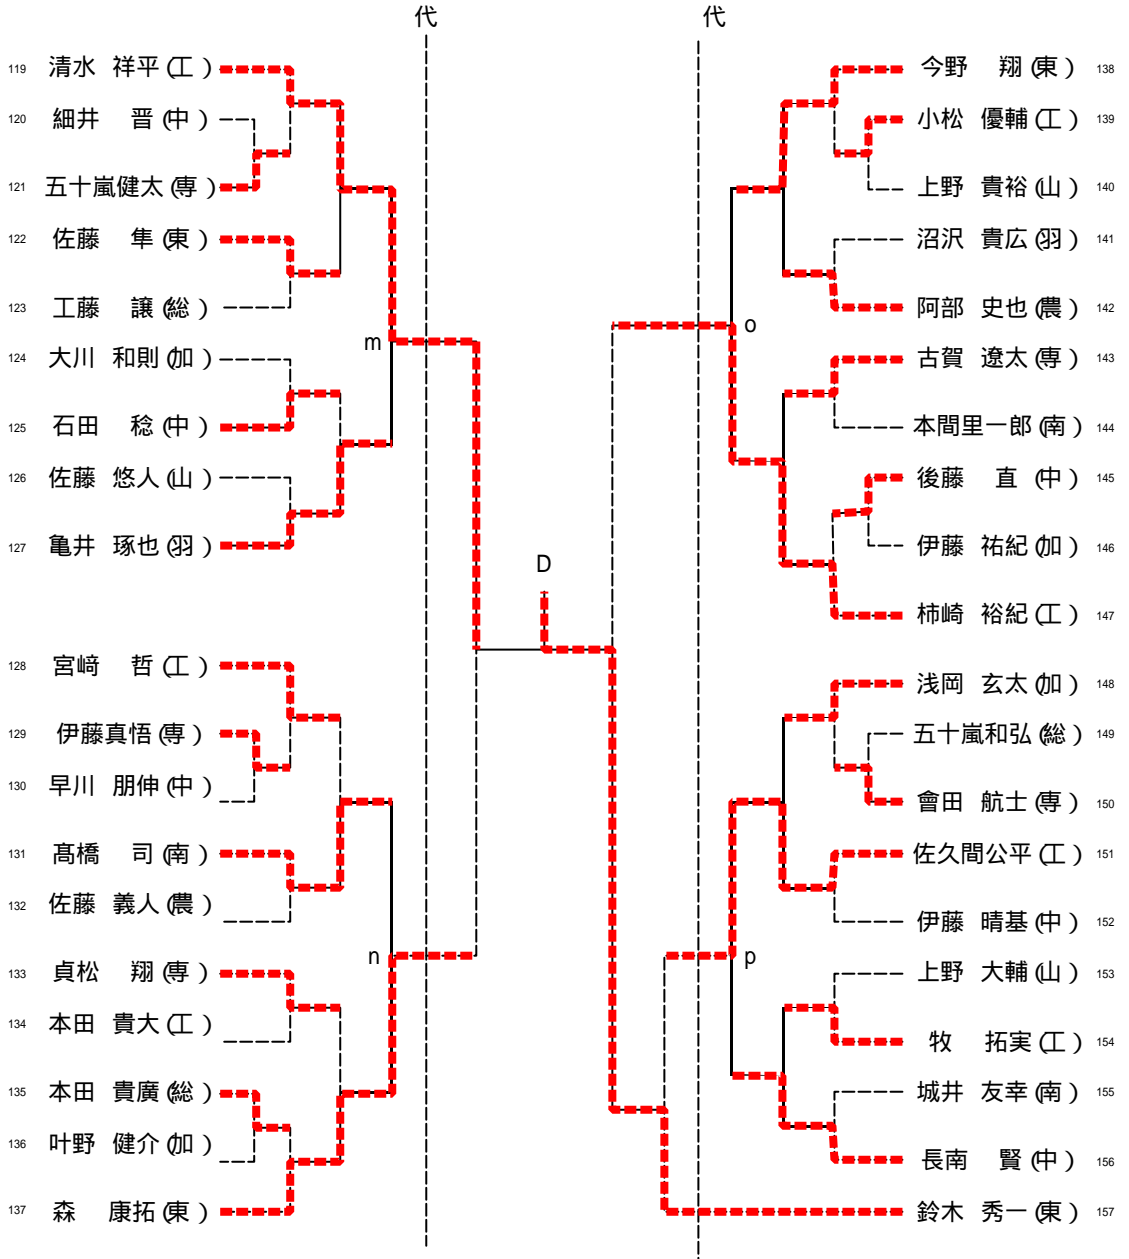 代
119 清水 祥平 (工)
120 細井 晋 (中)
121 五十嵐健太 (専)
122 佐藤 隼 (東)
123 工藤 譲 (総)
124 大川 和則 (加)
125 石田 稔 (中)
126 佐藤 悠人 (山)
127 亀井 琢也 (羽)
m
128 宮﨑 哲 (工)
129 伊藤真悟 (専)
130 早川 朋伸 (中)
131 髙橋 司 (南)
132 佐藤 義人 (農)
133 貞松 翔 (専)
134 本田 貴大 (工)
135 本田 貴廣 (総)
136 叶野 健介 (加)
137 森 康拓 (東)
n
D
代
今野 翔 (東) 138
小松 優輔 (工) 139
上野 貴裕 (山) 140
沼沢 貴広 (羽) 141
阿部 史也 (農) 142
o
古賀 遼太 (専) 143
本間里一郎 (南) 144
後藤 直 (中) 145
伊藤 祐紀 (加) 146
柿崎 裕紀 (工) 147
浅岡 玄太 (加) 148
五十嵐和弘 (総) 149
會田 航士 (専) 150
佐久間公平 (工) 151
伊藤 晴基 (中) 152
p
上野 大輔 (山) 153
牧 拓実 (工) 154
城井 友幸 (南) 155
長南 賢 (中) 156
鈴木 秀一 (東) 157